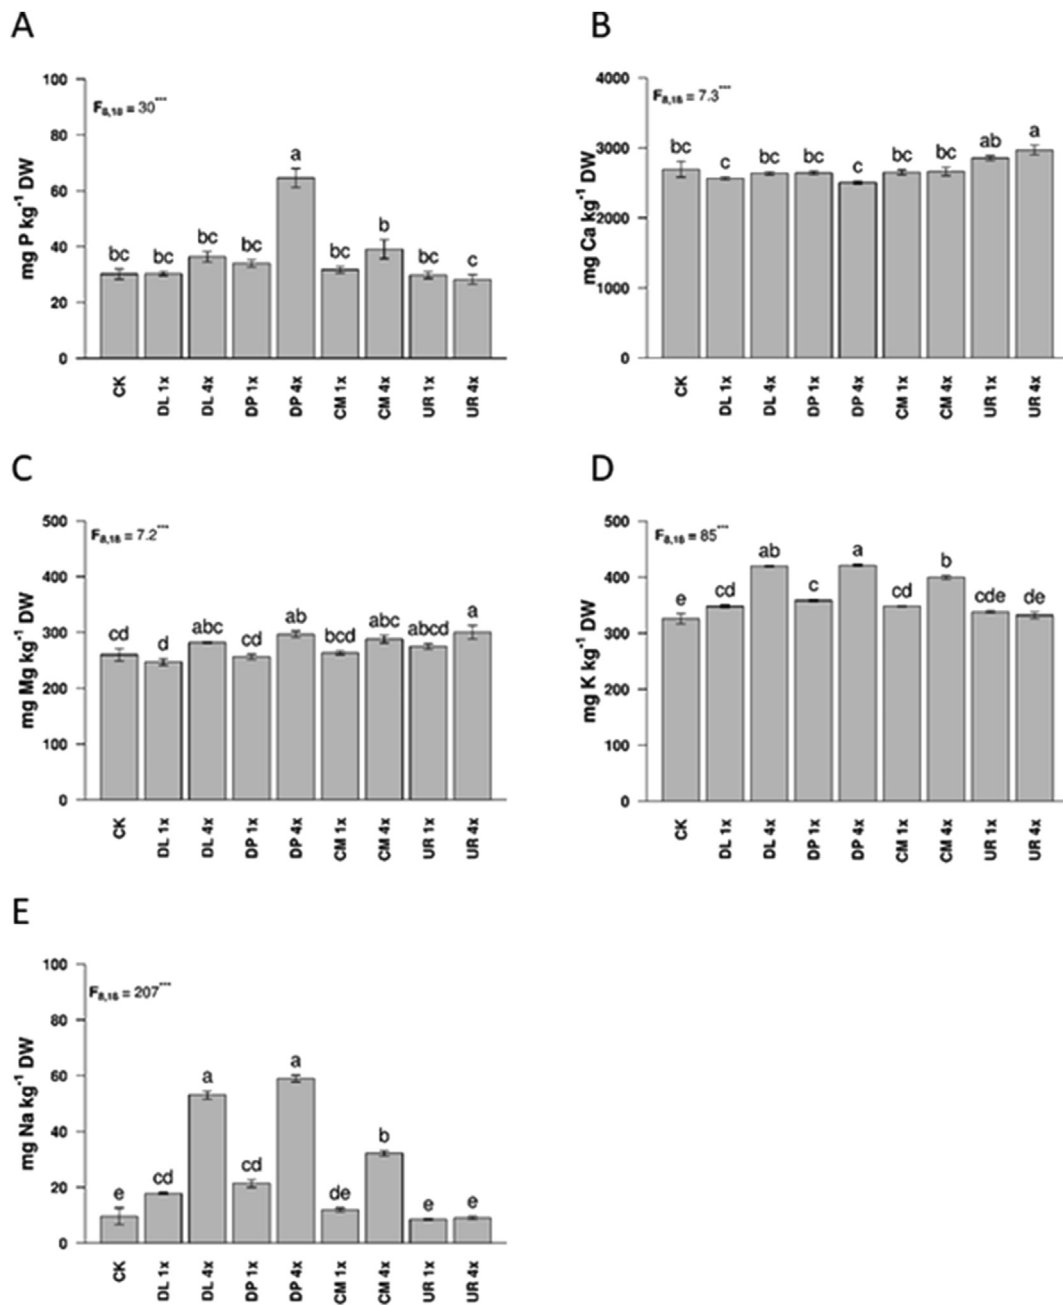 A
F8,18 = 30***
mg P kg-1 DW
100
80
60
40
20
0
bc bc bc bc a bc b bc c
CK DL 1x DL 4x DP 1x DP 4x CM 1x CM 4x UR 1x UR 4x
B
F8,18 = 7.3***
mg Ca kg-1 DW
4000
3000
2000
1000
0
bc c bc bc c bc bc ab a
CK DL 1x DL 4x DP 1x DP 4x CM 1x CM 4x UR 1x UR 4x
C
F8,18 = 7.2***
mg Mg kg-1 DW
500
400
300
200
100
0
cd d abc cd ab bcd abc abcd a
CK DL 1x DL 4x DP 1x DP 4x CM 1x CM 4x UR 1x UR 4x
D
F8,18 = 85***
mg K kg-1 DW
500
400
300
200
100
0
e cd ab c a cd b cde de
CK DL 1x DL 4x DP 1x DP 4x CM 1x CM 4x UR 1x UR 4x
E
F8,18 = 207***
mg Na kg-1 DW
100
80
60
40
20
0
e cd a cd a de b e e
CK DL 1x DL 4x DP 1x DP 4x CM 1x CM 4x UR 1x UR 4x